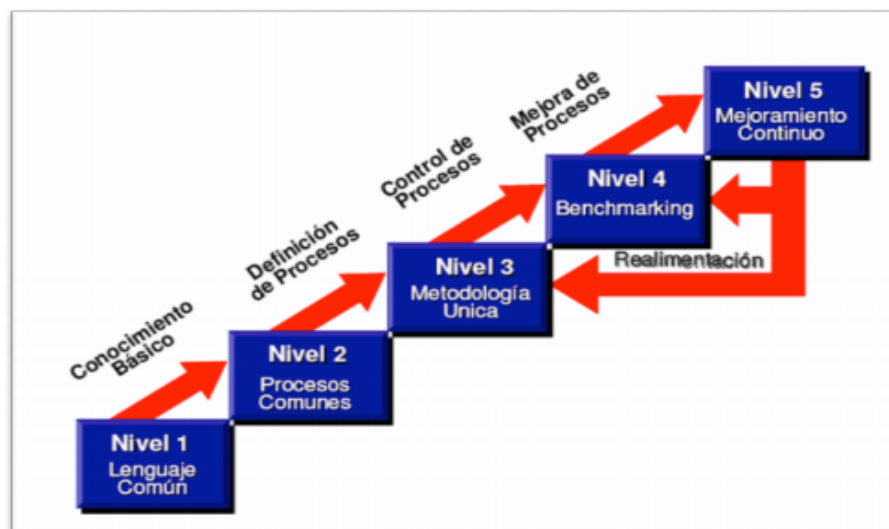 Nivel 5
Mejoramiento
Continuo
Mejora de
Procesos
Nivel 4
Benchmarking
Control de
Procesos
Realimentación
Nivel 3
Metodología
Unica
Definición
de Procesos
Nivel 2
Procesos
Comunes
Conocimiento
Básico
Nivel 1
Lenguaje
Común